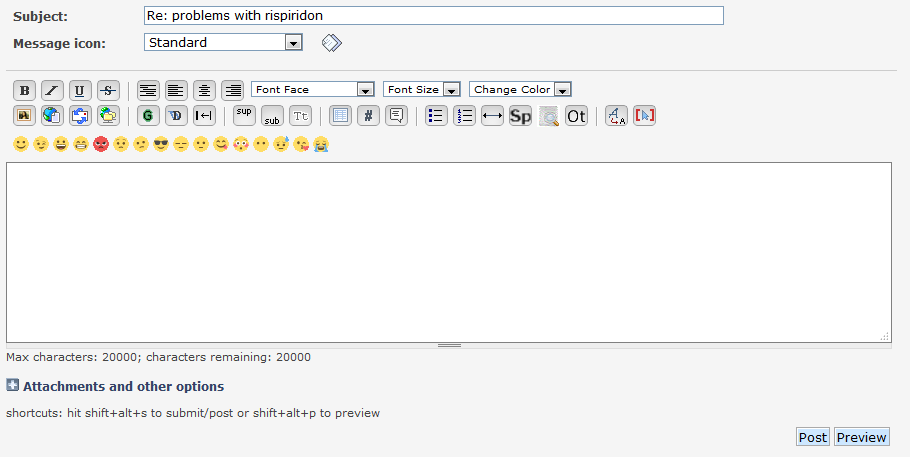 Subject: Re: problems with rispiridon
Message icon: Standard
B I U S Font Face Font Size Change Color
G D sup sub Tt # Sp Ot A A
Max characters: 20000; characters remaining: 20000
Attachments and other options
shortcuts: hit shift+alt+s to submit/post or shift+alt+p to preview
Post Preview